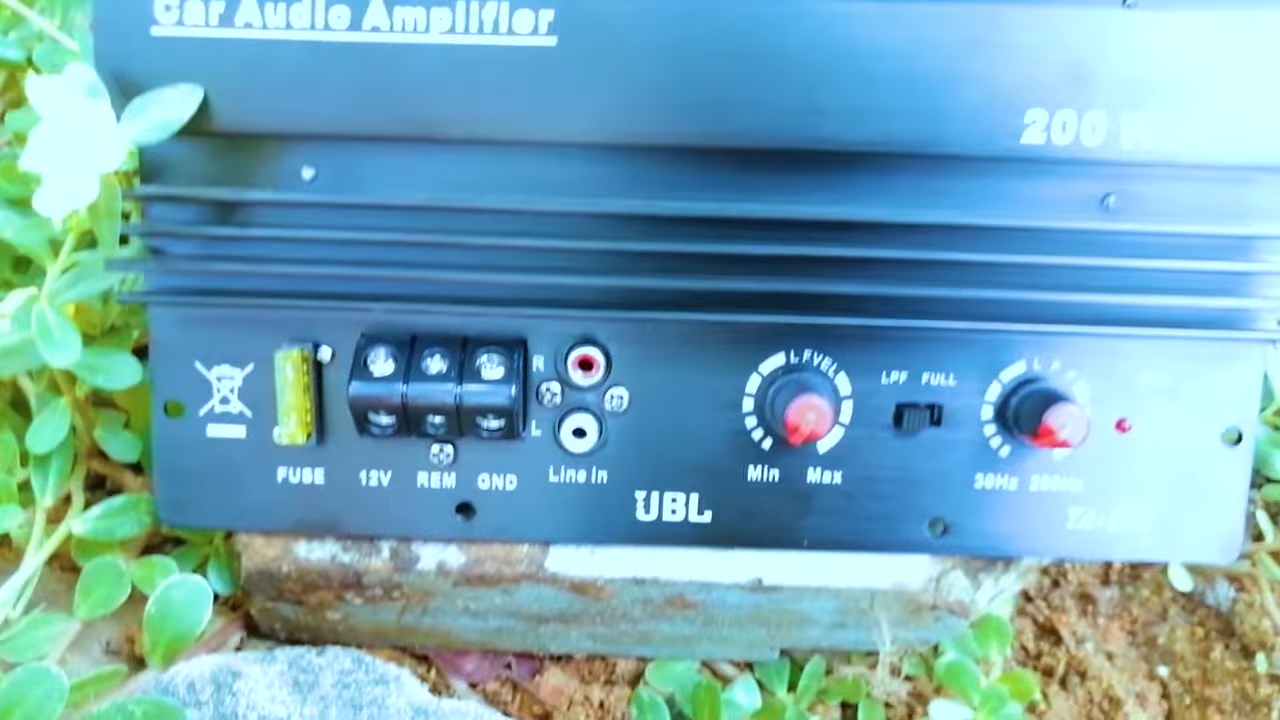 Car Audio Amplifier
200
R
LEVEL
LPF FULL
L
FUSE 12V REM GND Line in Min Max 30Hz
UBL